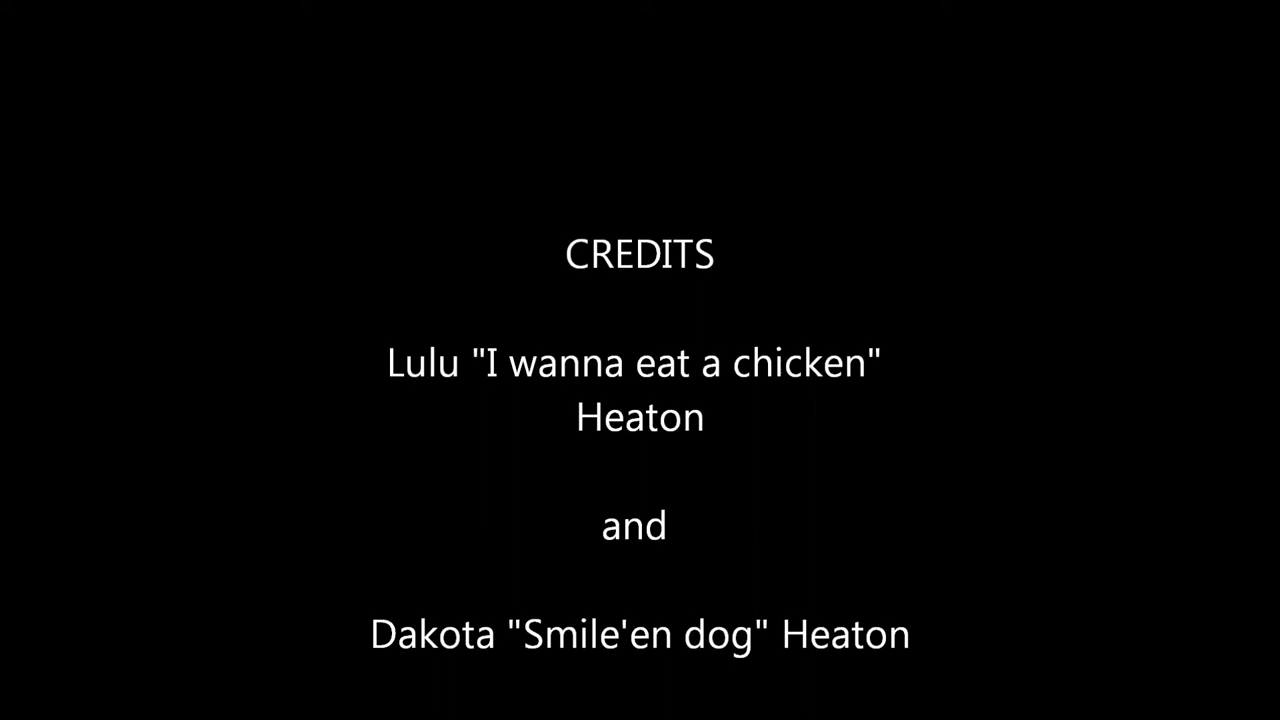 CREDITS
Lulu "I wanna eat a chicken"
Heaton
and
Dakota "Smile'en dog" Heaton